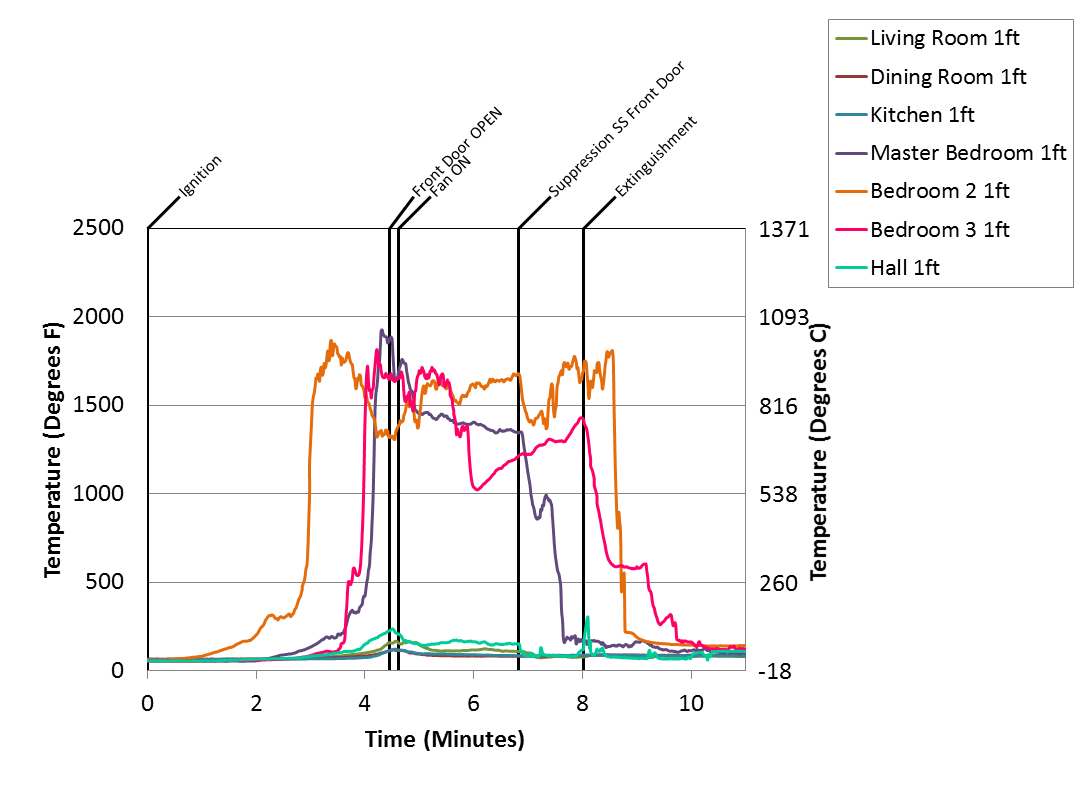 Living Room 1ft
Dining Room 1ft
Kitchen 1ft
Master Bedroom 1ft
Bedroom 2 1ft
Bedroom 3 1ft
Hall 1ft
Ignition
Front Door OPEN
Fan ON
Suppression SS Front Door
Extinguishment
Temperature (Degrees F)
2500
2000
1500
1000
500
0
1371
1093
816
538
260
-18
Temperature (Degrees C)
0 2 4 6 8 10
Time (Minutes)